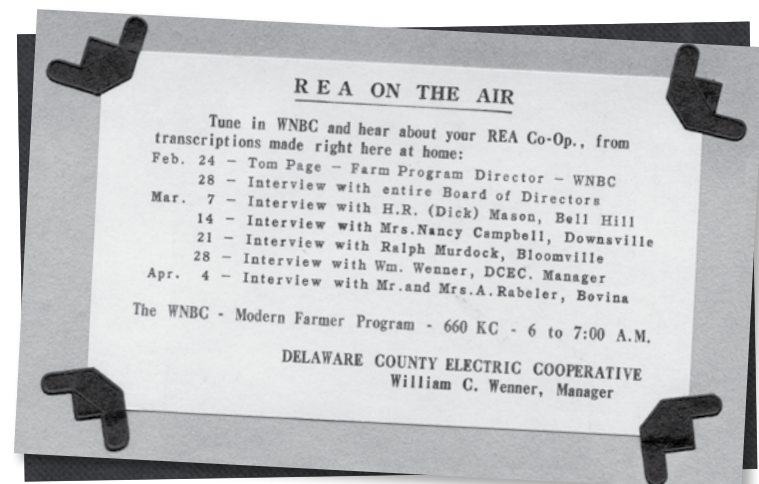 REA ON THE AIR
Tune in WNBC and hear about your REA Co-Op., from
transcriptions made right here at home:
Feb. 24 - Tom Page - Farm Program Director - WNBC
28 - Interview with entire Board of Directors
Mar. 7 - Interview with H.R. (Dick) Mason, Bell Hill
14 - Interview with Mrs.Nancy Campbell, Downsville
21 - Interview with Ralph Murdock, Bloomville
28 - Interview with Wm. Wenner, DCEC. Manager
Apr. 4 - Interview with Mr.and Mrs.A.Rabeler, Bovina
The WNBC - Modern Farmer Program - 660 KC - 6 to 7:00 A.M.
DELAWARE COUNTY ELECTRIC COOPERATIVE
William C. Wenner, Manager